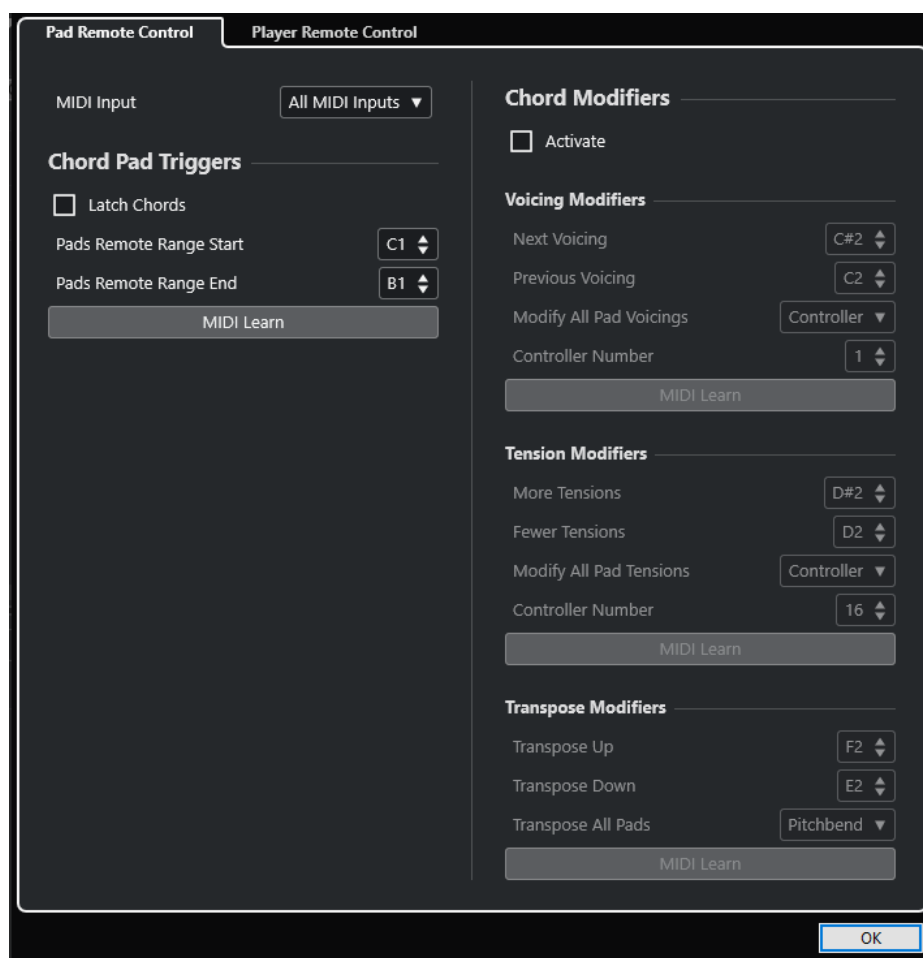 Pad Remote Control
Player Remote Control
MIDI Input
All MIDI Inputs
Chord Pad Triggers
Latch Chords
Pads Remote Range Start
C1
Pads Remote Range End
B1
MIDI Learn
Chord Modifiers
Activate
Voicing Modifiers
Next Voicing
C#2
Previous Voicing
C2
Modify All Pad Voicings
Controller
Controller Number
1
MIDI Learn
Tension Modifiers
More Tensions
D#2
Fewer Tensions
D2
Modify All Pad Tensions
Controller
Controller Number
16
MIDI Learn
Transpose Modifiers
Transpose Up
F2
Transpose Down
E2
Transpose All Pads
Pitchbend
MIDI Learn
OK